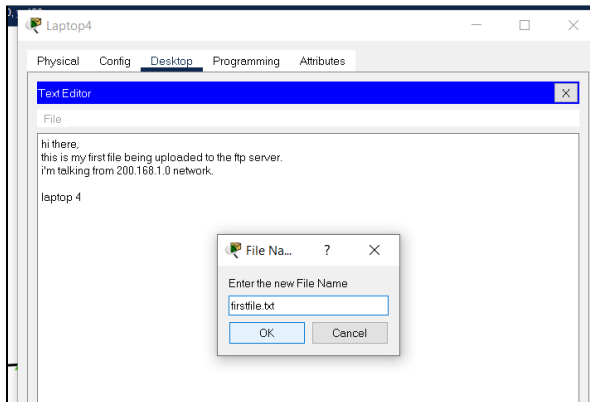 Laptop4
Physical Config Desktop Programming Attributes
Text Editor X
File
hi there,
this is my first file being uploaded to the ftp server.
i'm talking from 200.168.1.0 network.
laptop 4
File Na... ?
Enter the new File Name
firstfile.txt
OK Cancel